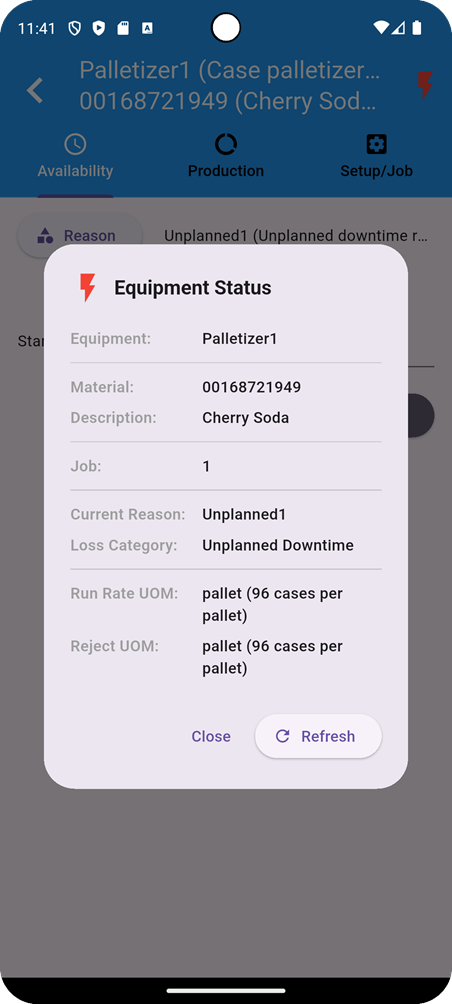 11:41
Palletizer1 (Case palletizer...
00168721949 (Cherry Sod...
Availability
Production
Setup/Job
Reason
Unplanned1 (Unplanned downtime r...
Equipment Status
Equipment: Palletizer1
Star
Material: 00168721949
Description: Cherry Soda
Job: 1
Current Reason: Unplanned1
Loss Category: Unplanned Downtime
Run Rate UOM: pallet (96 cases per
pallet)
Reject UOM: pallet (96 cases per
pallet)
Close
Refresh